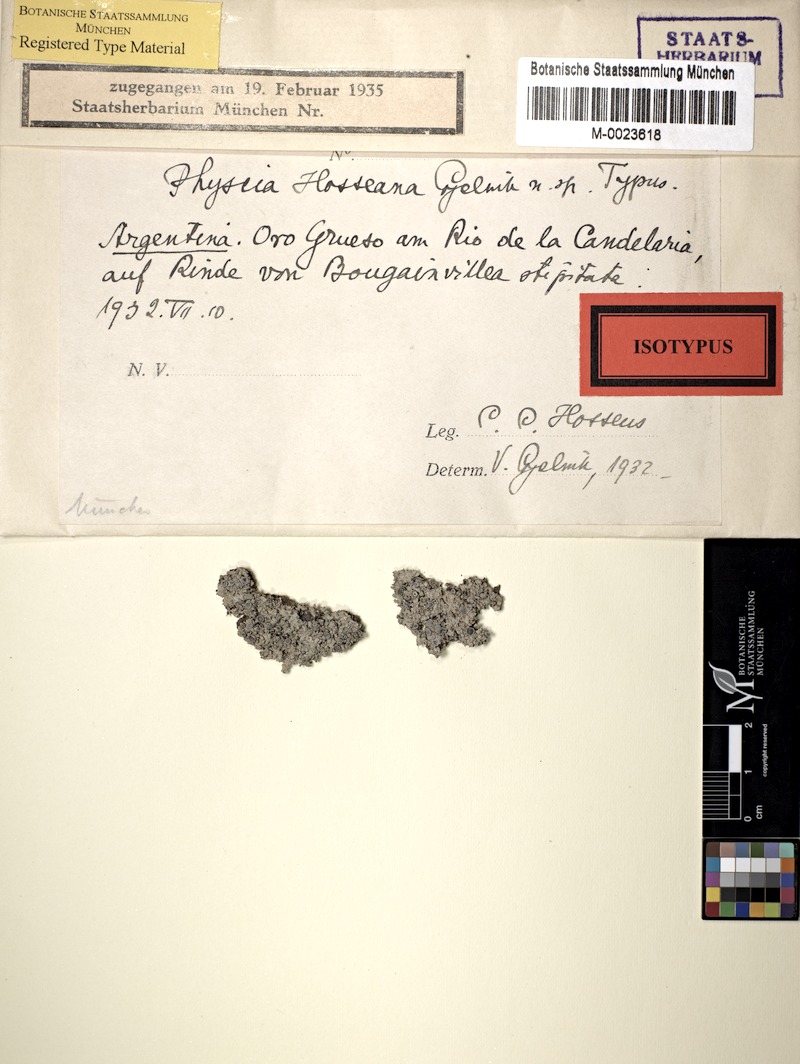 BOTANISCHE STAATSSAMMLUNG
MÜNCHEN
Registered Type Material
STAATS-
HERBARIUM
zugegangen am 19. Februar 1935
Staatsherbarium München Nr.
Botanische Staatssammlung München
M-0023618
No.
Physcia Hosseana Gyelnik n. sp. Typus.
Argentina. Oro Grueso am Rio de la Candelaria,
auf Rinde von Bougainvillea stipitata.
1932.VII.10.
ISOTYPUS
N. V.
Leg. C. C. Hosseus
Determ. V. Gyelnik, 1932
München
BOTANISCHE
STAATSSAMMLUNG
MÜNCHEN
copyright reserved
0 1 2
cm